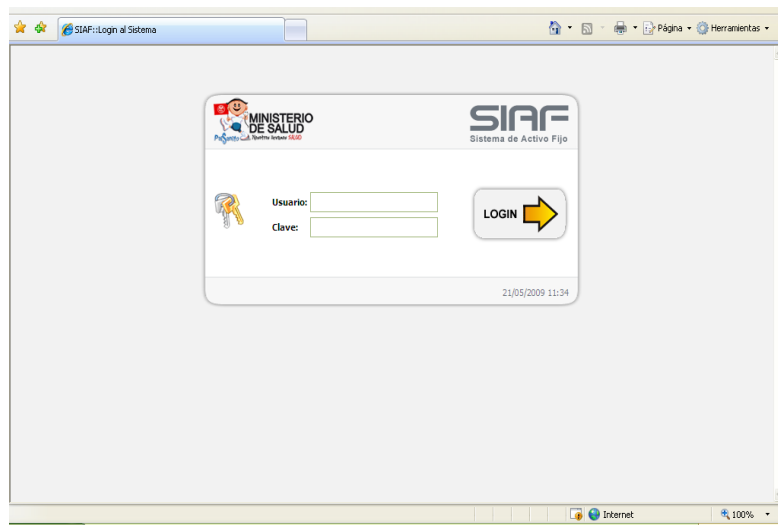 SIAF::Login al Sistema
Página
Herramientas
MINISTERIO
DE SALUD
SIAF
Sistema de Activo Fijo
Usuario:
Clave:
LOGIN
21/05/2009 11:34
Internet
100%